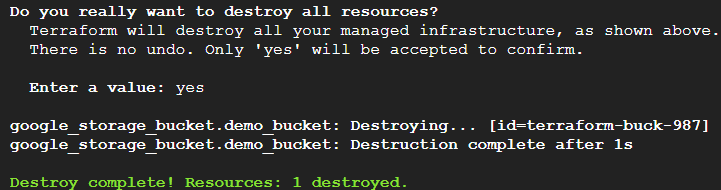 Do you really want to destroy all resources?
Terraform will destroy all your managed infrastructure, as shown above.
There is no undo. Only 'yes' will be accepted to confirm.
Enter a value: yes
google_storage_bucket.demo_bucket: Destroying... [id=terraform-buck-987]
google_storage_bucket.demo_bucket: Destruction complete after 1s
Destroy complete! Resources: 1 destroyed.